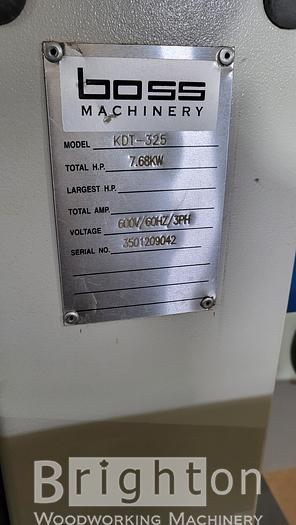 boss
MACHINERY
MODEL KDT-325
TOTAL H.P. 7.68KW
LARGEST H.P.
TOTAL AMP.
VOLTAGE 600V/60HZ/3PH
SERIAL NO. 3501209042
Brighton
WOODWORKING MACHINERY